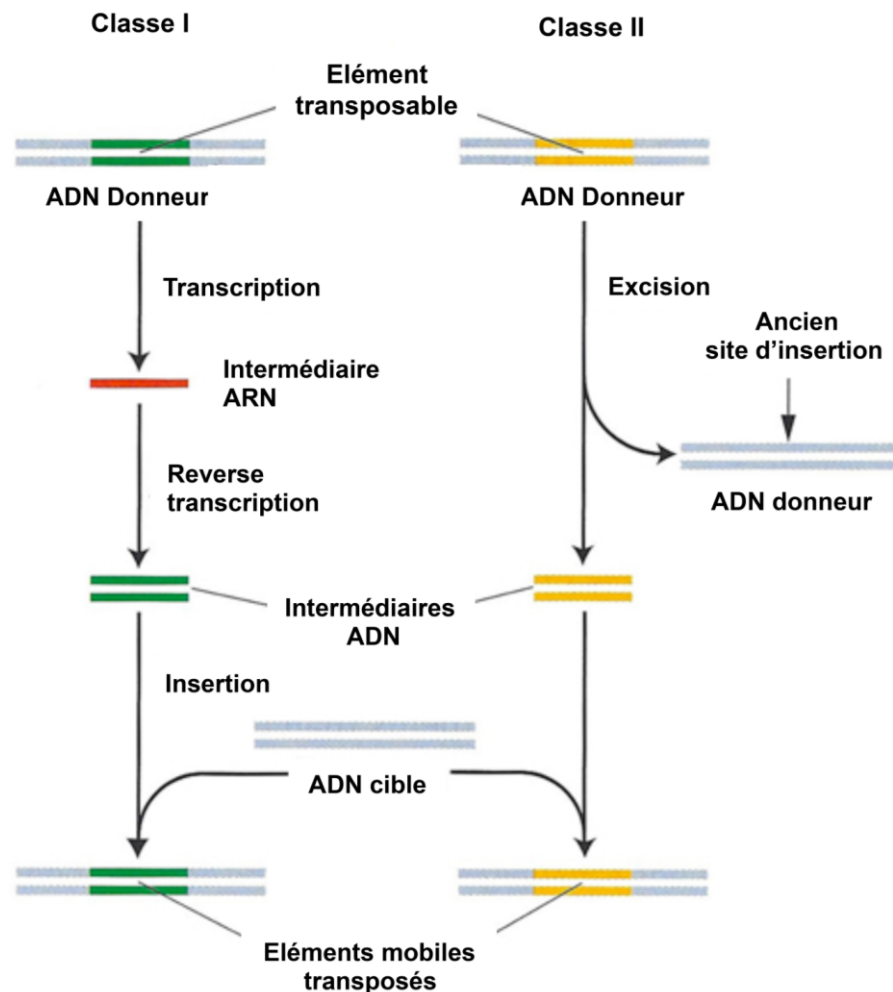 Classe I
Classe II
Elément
transposable
ADN Donneur
ADN Donneur
Transcription
Excision
Ancien
site d'insertion
Intermédiaire
ARN
Reverse
transcription
ADN donneur
Intermédiaires
ADN
Insertion
ADN cible
Eléments mobiles
transposés